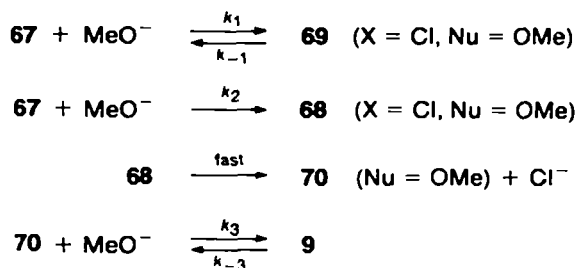 67 + MeO⁻ k₁ ⇌ k₋₁ 69 (X = Cl, Nu = OMe)
67 + MeO⁻ k₂ → 68 (X = Cl, Nu = OMe)
68 fast → 70 (Nu = OMe) + Cl⁻
70 + MeO⁻ k₃ ⇌ k₋₃ 9